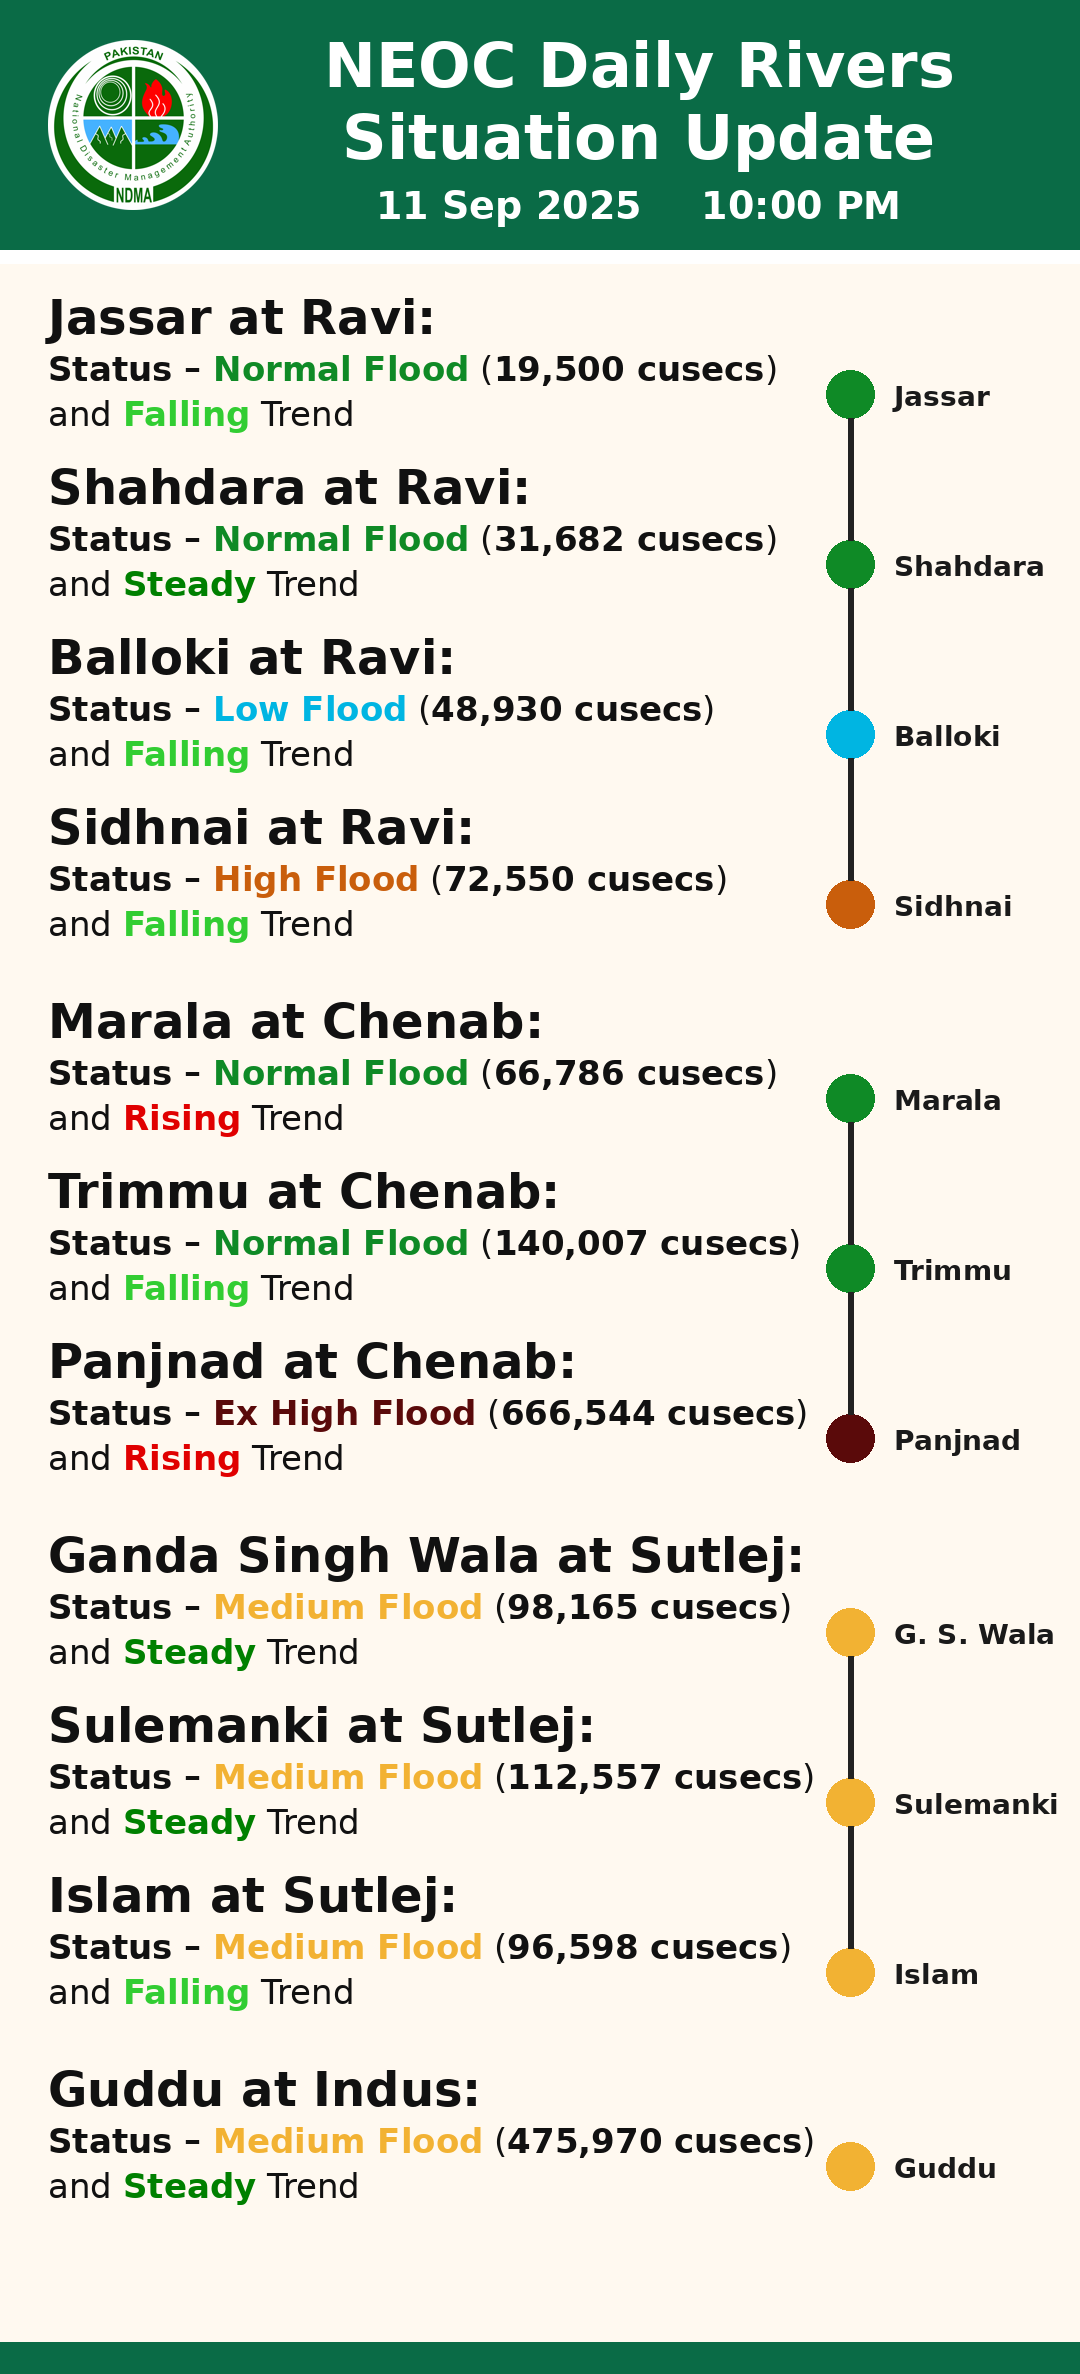 PAKISTAN
National Disaster Management Authority
NDMA
NEOC Daily Rivers
Situation Update
11 Sep 2025 10:00 PM
Jassar at Ravi:
Status – Normal Flood (19,500 cusecs)
and Falling Trend
Jassar
Shahdara at Ravi:
Status – Normal Flood (31,682 cusecs)
and Steady Trend
Shahdara
Balloki at Ravi:
Status – Low Flood (48,930 cusecs)
and Falling Trend
Balloki
Sidhnai at Ravi:
Status – High Flood (72,550 cusecs)
and Falling Trend
Sidhnai
Marala at Chenab:
Status – Normal Flood (66,786 cusecs)
and Rising Trend
Marala
Trimmu at Chenab:
Status – Normal Flood (140,007 cusecs)
and Falling Trend
Trimmu
Panjnad at Chenab:
Status – Ex High Flood (666,544 cusecs)
and Rising Trend
Panjnad
Ganda Singh Wala at Sutlej:
Status – Medium Flood (98,165 cusecs)
and Steady Trend
G. S. Wala
Sulemanki at Sutlej:
Status – Medium Flood (112,557 cusecs)
and Steady Trend
Sulemanki
Islam at Sutlej:
Status – Medium Flood (96,598 cusecs)
and Falling Trend
Islam
Guddu at Indus:
Status – Medium Flood (475,970 cusecs)
and Steady Trend
Guddu